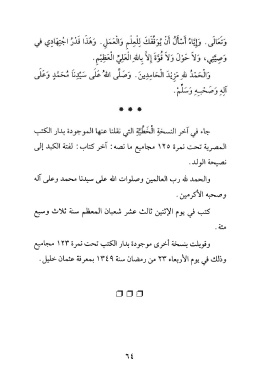 وَتَعَالَى. وَإِيَّاهُ أَسْأَلُ أَنْ يُوَفِّقَكَ لِلْعِلْمِ وَالْعَمَلِ. وَهَذَا قَدْرُ اجْتِهَادِي فِي
وَصِيَّتِي، وَلَا حَوْلَ وَلَا قُوَّةَ إِلَّا بِاللهِ الْعَلِيِّ الْعَظِيمِ.
وَالْحَمْدُ للهِ مَزِيدَ الْحَامِدِينَ. وَصَلَّى اللهُ عَلَى سَيِّدِنَا مُحَمَّدٍ وَعَلَى
آلِهِ وَصَحْبِهِ وَسَلَّمَ.
* * *
جاء في آخر النسخة الْخَطِّيَّةِ التي نقلنا عنها الموجودة بدار الكتب
المصرية تحت نمرة ١٢٥ مجاميع ما نصه: آخر كتاب: لفتة الكبد إلى
نصيحة الولد.
والحمد لله رب العالمين وصلوات الله على سيدنا محمد وعلى آله
وصحبه الأكرمين.
كتب في يوم الإثنين ثالث عشر شعبان المعظم سنة ثلاث وسبع
مئة.
وقوبلت بنسخة أخرى موجودة بدار الكتب تحت نمرة ١٢٣ مجاميع
وذلك في يوم الأربعاء ٢٣ من رمضان سنة ١٣٤٩ بمعرفة عثمان خليل.
٦٤